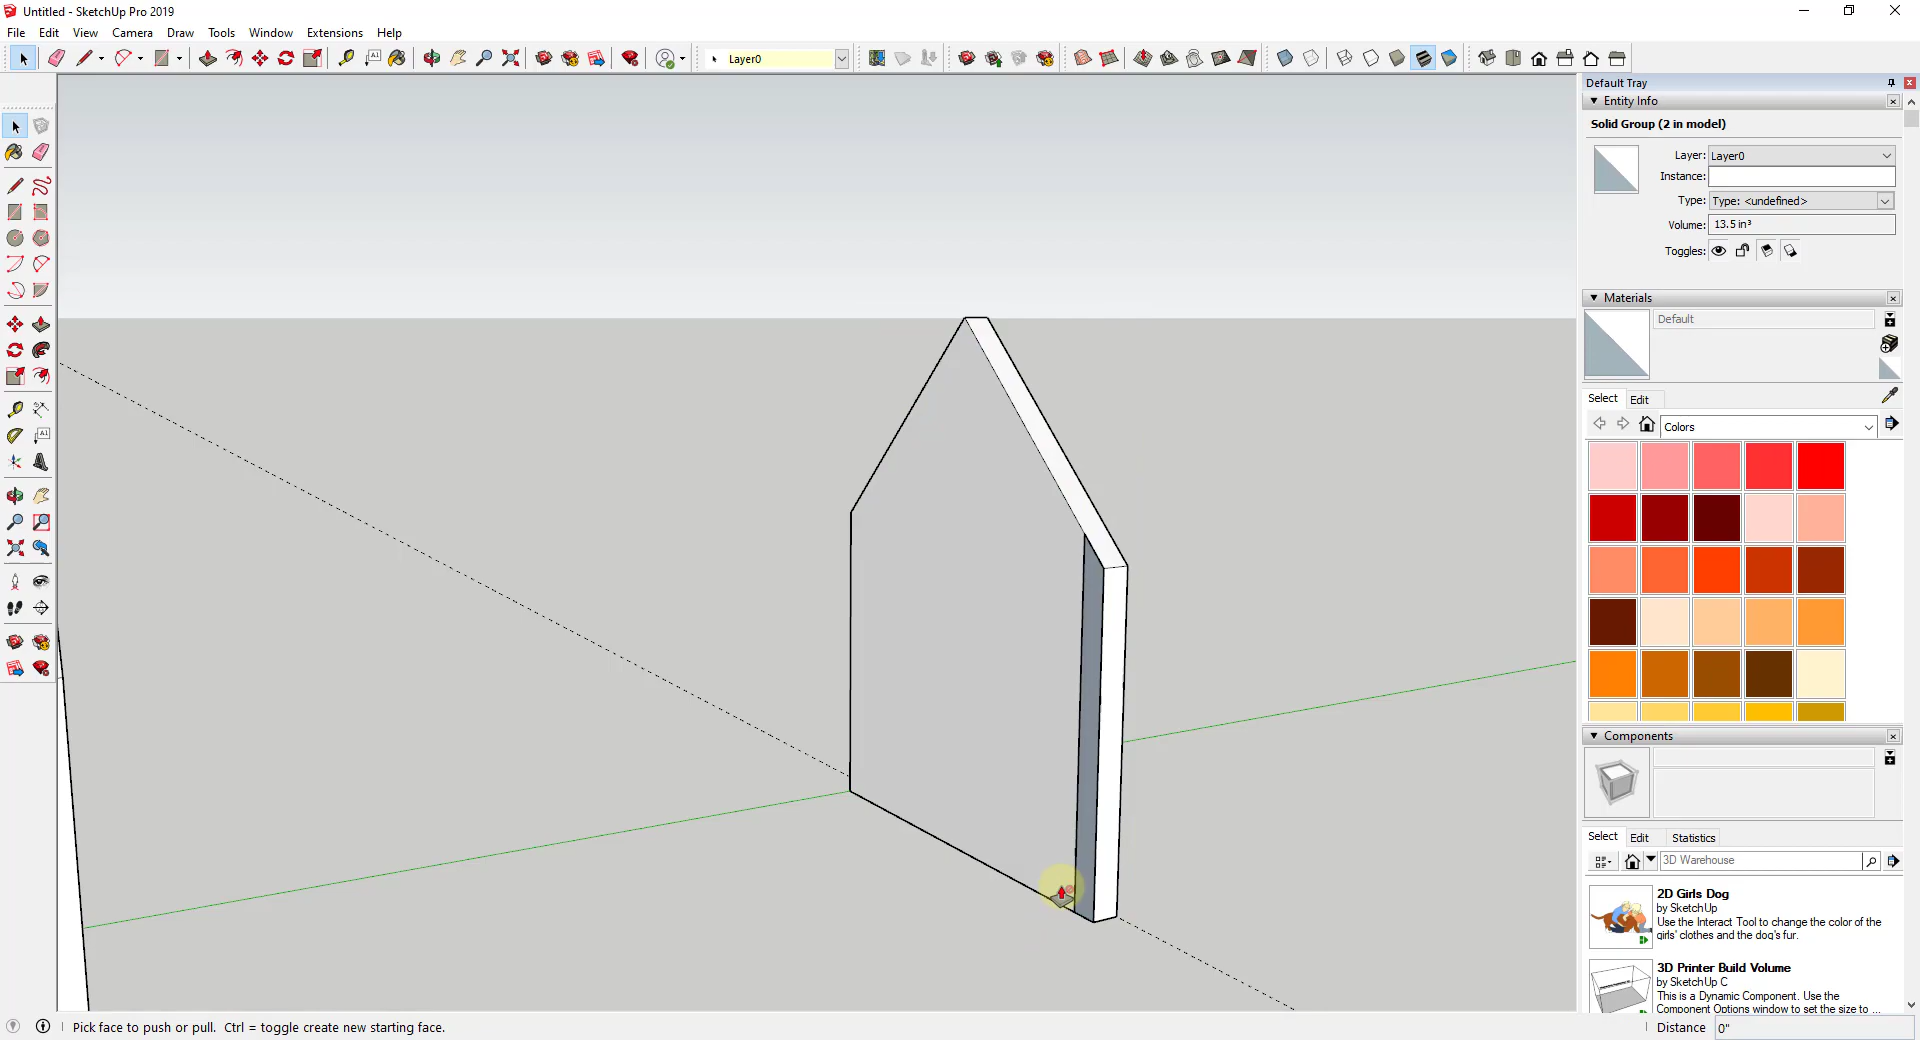 Untitled - SketchUp Pro 2019
File Edit View Camera Draw Tools Window Extensions Help
Layer0
Default Tray
Entity Info
Solid Group (2 in model)
Layer: Layer0
Instance:
Type: Type: <undefined>
Volume: 13.5 in³
Toggles:
Materials
Default
Select Edit
Colors
Components
Select Edit Statistics
3D Warehouse
2D Girls Dog
by SketchUp
Use the Interact Tool to change the color of the
girls' clothes and the dog's fur.
3D Printer Build Volume
by SketchUp C
This is a Dynamic Component. Use the
Component Options window to set the size to ...
Pick face to push or pull. Ctrl = toggle create new starting face.
Distance 0"